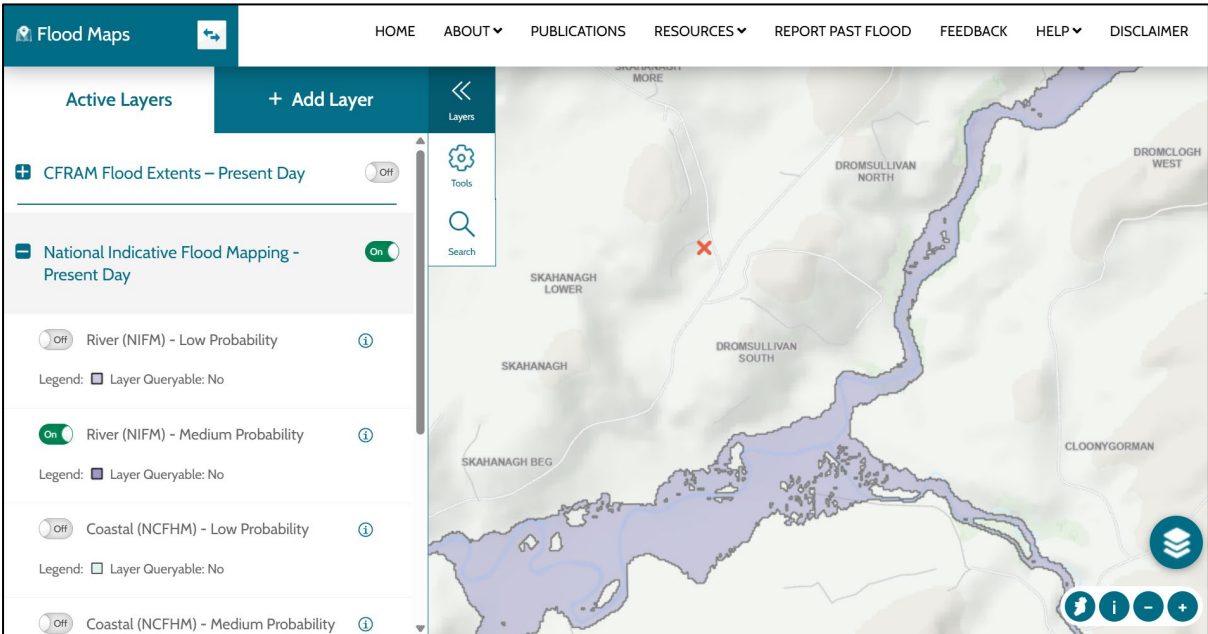 Flood Maps
HOME ABOUT PUBLICATIONS RESOURCES REPORT PAST FLOOD FEEDBACK HELP DISCLAIMER
Active Layers
+ Add Layer
Layers
Tools
Search
CFRAM Flood Extents – Present Day
Off
National Indicative Flood Mapping -
Present Day
On
Off River (NIFM) - Low Probability i
Legend: Layer Queryable: No
On River (NIFM) - Medium Probability i
Legend: Layer Queryable: No
Off Coastal (NCFHM) - Low Probability i
Legend: Layer Queryable: No
Off Coastal (NCFHM) - Medium Probability i
SKAHANAGH
MORE
DROMSULLIVAN
NORTH
DROMCLOGH
WEST
SKAHANAGH
LOWER
DROMSULLIVAN
SOUTH
SKAHANAGH
SKAHANAGH BEG
CLOONYGORMAN
i - +